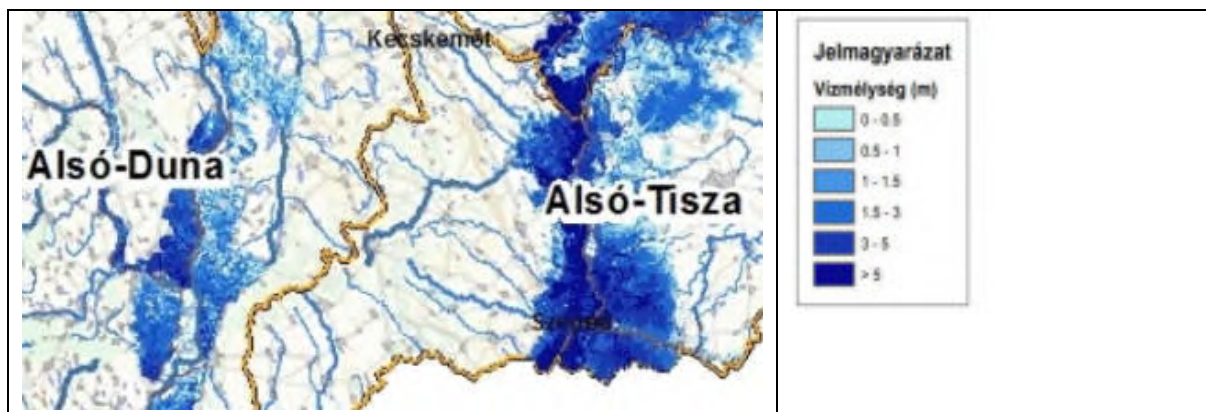 Kecskemét
Alsó-Duna
Alsó-Tisza
Szeged
Jelmagyarázat
Vízmélység (m)
0 - 0.5
0.5 - 1
1 - 1.5
1.5 - 3
3 - 5
> 5